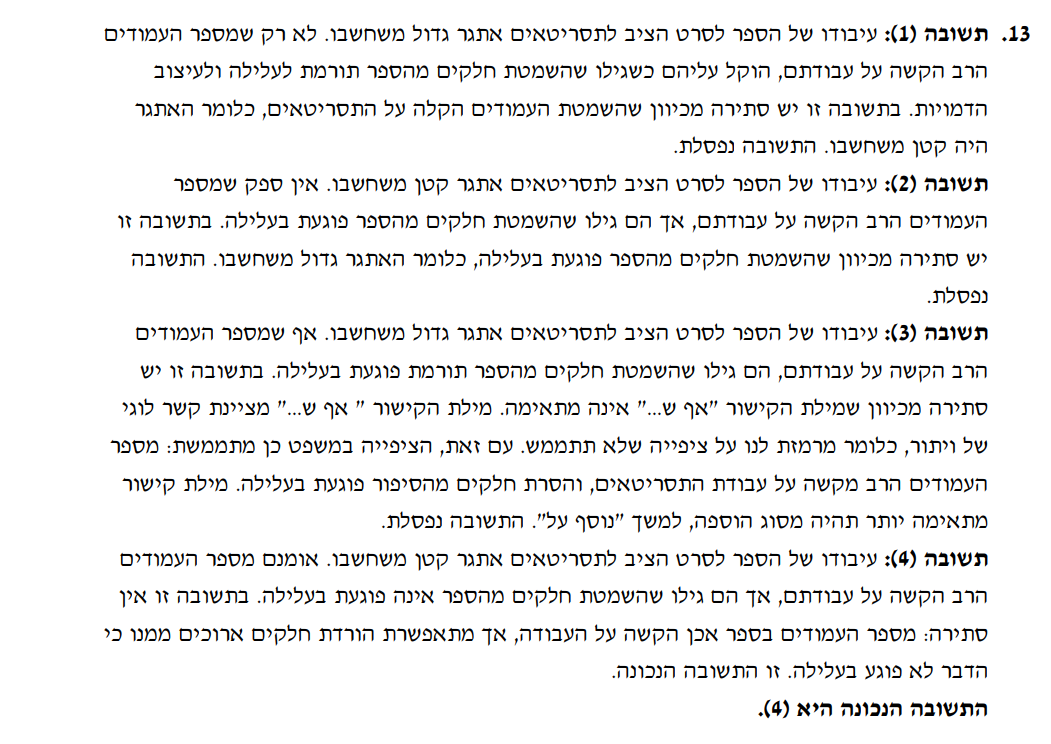 13. תשובה (1): עיבודו של הספר לסרט הציב לתסריטאים אתגר גדול משחשבו. לא רק שמספר העמודים
הרב הקשה על עבודתם, הוקל עליהם כשגילו שהשמטת חלקים מהספר תורמת לעלילה ולעיצוב
הדמויות. בתשובה זו יש סתירה מכיוון שהשמטת העמודים הקלה על התסריטאים, כלומר האתגר
היה קטן משחשבו. התשובה נפסלת.
תשובה (2): עיבודו של הספר לסרט הציב לתסריטאים אתגר קטן משחשבו. אין ספק שמספר
העמודים הרב הקשה על עבודתם, אך הם גילו שהשמטת חלקים מהספר פוגעת בעלילה. בתשובה זו
יש סתירה מכיוון שהשמטת חלקים מהספר פוגעת בעלילה, כלומר האתגר גדול משחשבו. התשובה
נפסלת.
תשובה (3): עיבודו של הספר לסרט הציב לתסריטאים אתגר גדול משחשבו. אף שמספר העמודים
הרב הקשה על עבודתם, הם גילו שהשמטת חלקים מהספר תורמת פוגעת בעלילה. בתשובה זו יש
סתירה מכיוון שמילת הקישור "אף ש..." אינה מתאימה. מילת הקישור " אף ש..." מציינת קשר לוגי
של ויתור, כלומר מרמזת לנו על ציפייה שלא תתממש. עם זאת, הציפייה במשפט כן מתממשת: מספר
העמודים הרב מקשה על עבודת התסריטאים, והסרת חלקים מהסיפור פוגעת בעלילה. מילת קישור
מתאימה יותר תהיה מסוג הוספה, למשך "נוסף על". התשובה נפסלת.
תשובה (4): עיבודו של הספר לסרט הציב לתסריטאים אתגר קטן משחשבו. אומנם מספר העמודים
הרב הקשה על עבודתם, אך הם גילו שהשמטת חלקים מהספר אינה פוגעת בעלילה. בתשובה זו אין
סתירה: מספר העמודים בספר אכן הקשה על העבודה, אך מתאפשרת הורדת חלקים ארוכים ממנו כי
הדבר לא פוגע בעלילה. זו התשובה הנכונה.
התשובה הנכונה היא (4).